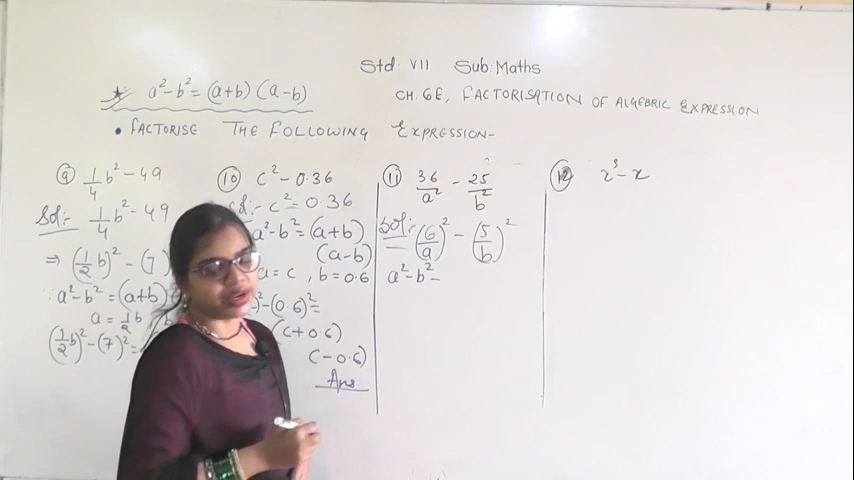 Std: VII Sub: Maths
★ a²-b² = (a+b) (a-b)
CH. 6E, FACTORISATION OF ALGEBRIC EXPRESSION
• FACTORISE THE FOLLOWING EXPRESSION-
⑨ 1/4 b² - 49
Sol:- 1/4 b² - 49
⇒ (1/2 b)² - (7)
∵ a²-b² = (a+b)
a = 1/2 b
(1/2 b)² - (7)² =
⑩ c² - 0.36
c² = 0.36
a²-b² = (a+b)
(a-b)
a = c , b = 0.6
)² - (0.6)² =
(c+0.6)
(c-0.6)
Ans
⑪ 36/a² - 25/b²
Sol:- (6/a)² - (5/b)²
a²-b² -
⑫ x³ - x